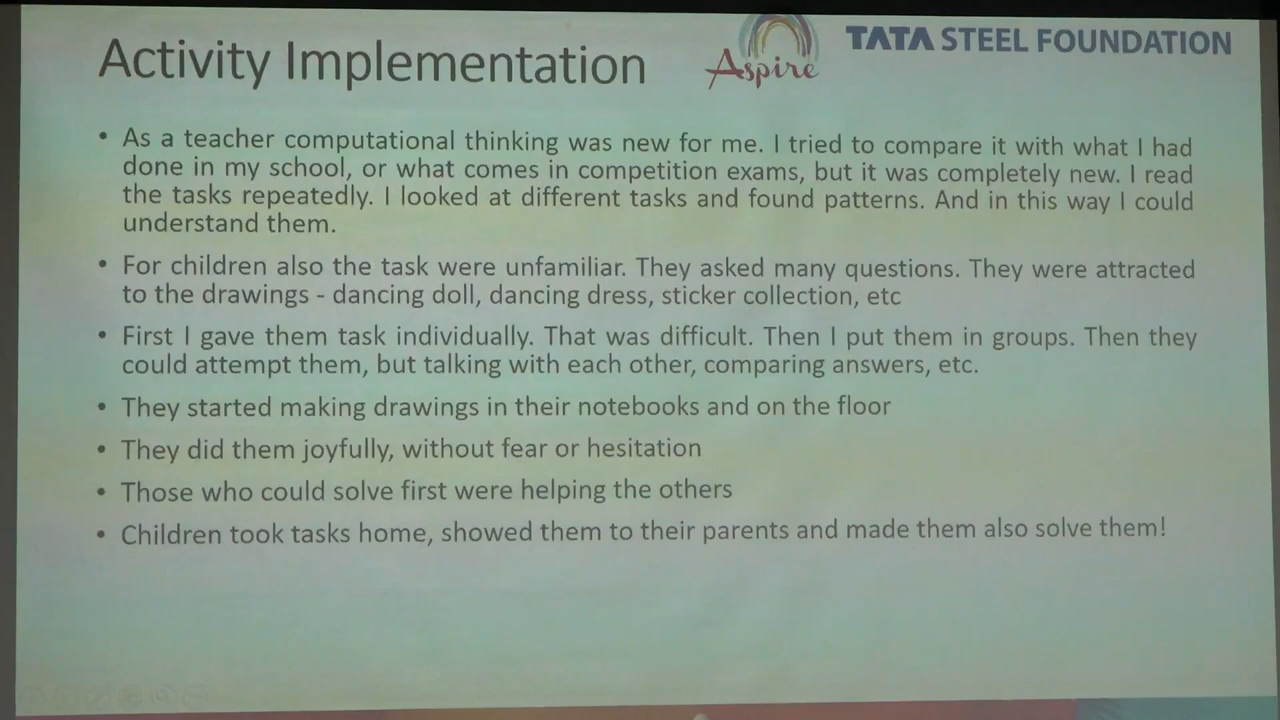 Activity Implementation
Aspire
TATA STEEL FOUNDATION
• As a teacher computational thinking was new for me. I tried to compare it with what I had
done in my school, or what comes in competition exams, but it was completely new. I read
the tasks repeatedly. I looked at different tasks and found patterns. And in this way I could
understand them.
• For children also the task were unfamiliar. They asked many questions. They were attracted
to the drawings - dancing doll, dancing dress, sticker collection, etc
• First I gave them task individually. That was difficult. Then I put them in groups. Then they
could attempt them, but talking with each other, comparing answers, etc.
• They started making drawings in their notebooks and on the floor
• They did them joyfully, without fear or hesitation
• Those who could solve first were helping the others
• Children took tasks home, showed them to their parents and made them also solve them!